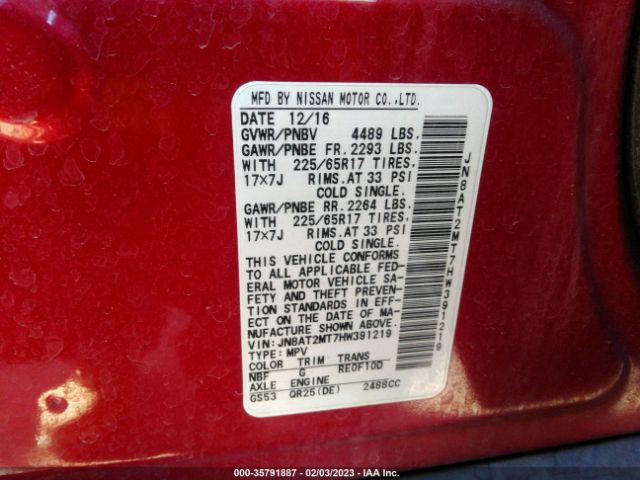 MFD BY NISSAN MOTOR CO.,LTD.
DATE 12/16
GVWR/PNBV 4489 LBS.
GAWR/PNBE FR. 2293 LBS.
WITH 225/65R17 TIRES,
17×7J RIMS.AT 33 PSI
COLD SINGLE.
GAWR/PNBE RR. 2264 LBS.
WITH 225/65R17 TIRES,
17×7J RIMS.AT 33 PSI
COLD SINGLE.
THIS VEHICLE CONFORMS
TO ALL APPLICABLE FED-
ERAL MOTOR VEHICLE SA-
FETY AND THEFT PREVEN-
TION STANDARDS IN EFF-
ECT ON THE DATE OF MA-
NUFACTURE SHOWN ABOVE.
VIN: JN8AT2MT7HW391219
TYPE: MPV
COLOR TRIM TRANS
NBF G RE0F10D
AXLE ENGINE
GS53 QR25(DE) 2488CC
JN8AT2MT7HW391219
000-35791887 - 02/03/2023 - IAA Inc.